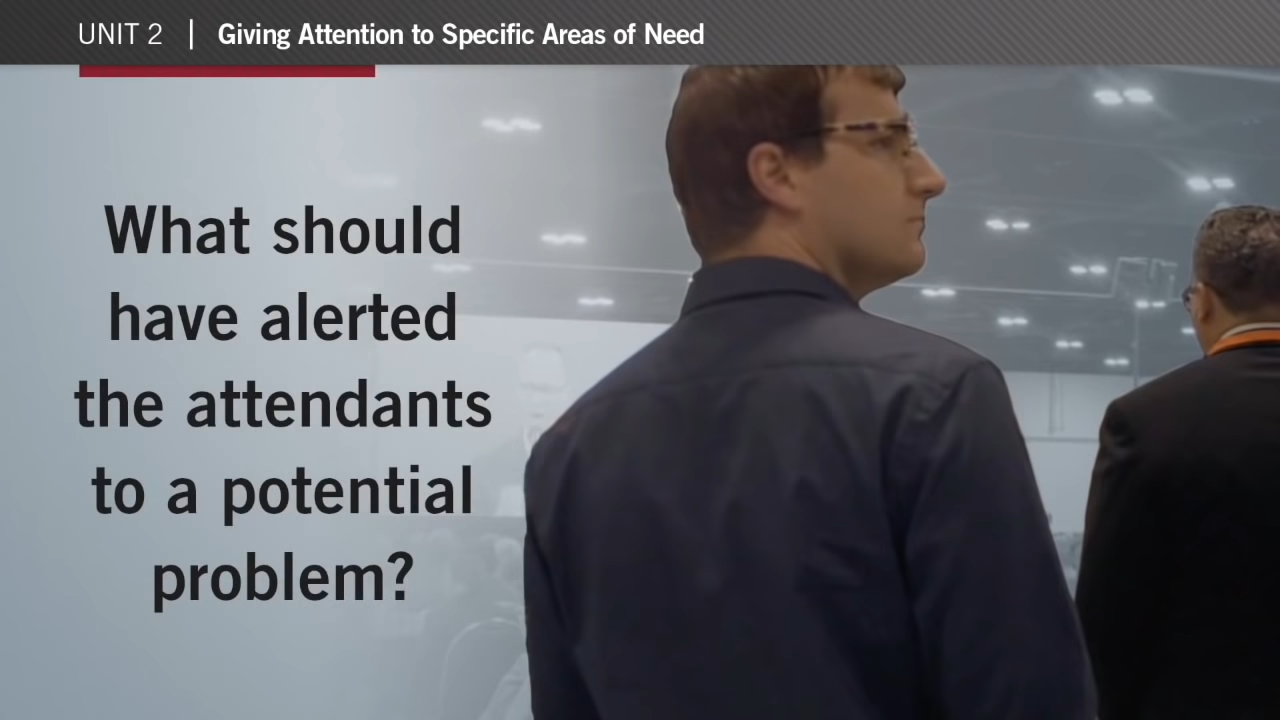 UNIT 2 | Giving Attention to Specific Areas of Need
What should
have alerted
the attendants
to a potential
problem?